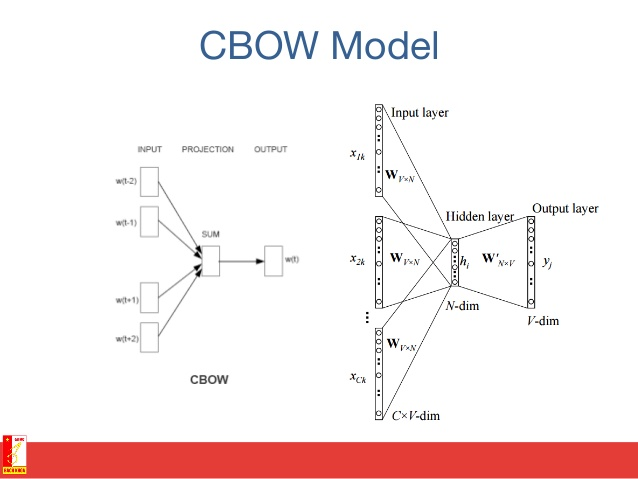 CBOW Model
INPUT PROJECTION OUTPUT
w(t-2)
w(t-1)
SUM
w(t)
w(t+1)
w(t+2)
CBOW
Input layer
x1k
WV×N
Hidden layer
Output layer
x2k
WV×N
hi
W'N×V
yj
N-dim
V-dim
WV×N
xCk
C×V-dim